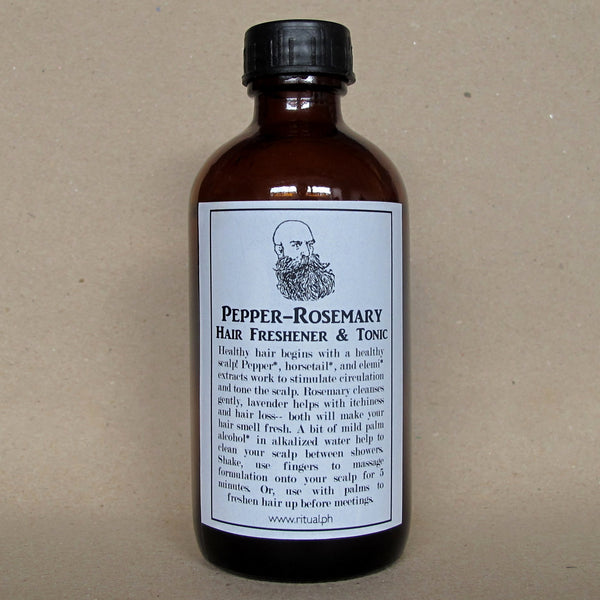 Pepper–Rosemary
Hair Freshener & Tonic
Healthy hair begins with a healthy
scalp! Pepper*, horsetail*, and elemi*
extracts work to stimulate circulation
and tone the scalp. Rosemary cleanses
gently, lavender helps with itchiness
and hair loss-- both will make your
hair smell fresh. A bit of mild palm
alcohol* in alkalized water help to
clean your scalp between showers.
Shake, use fingers to massage
formulation onto your scalp for 5
minutes. Or, use with palms to
freshen hair up before meetings.
www.ritual.ph